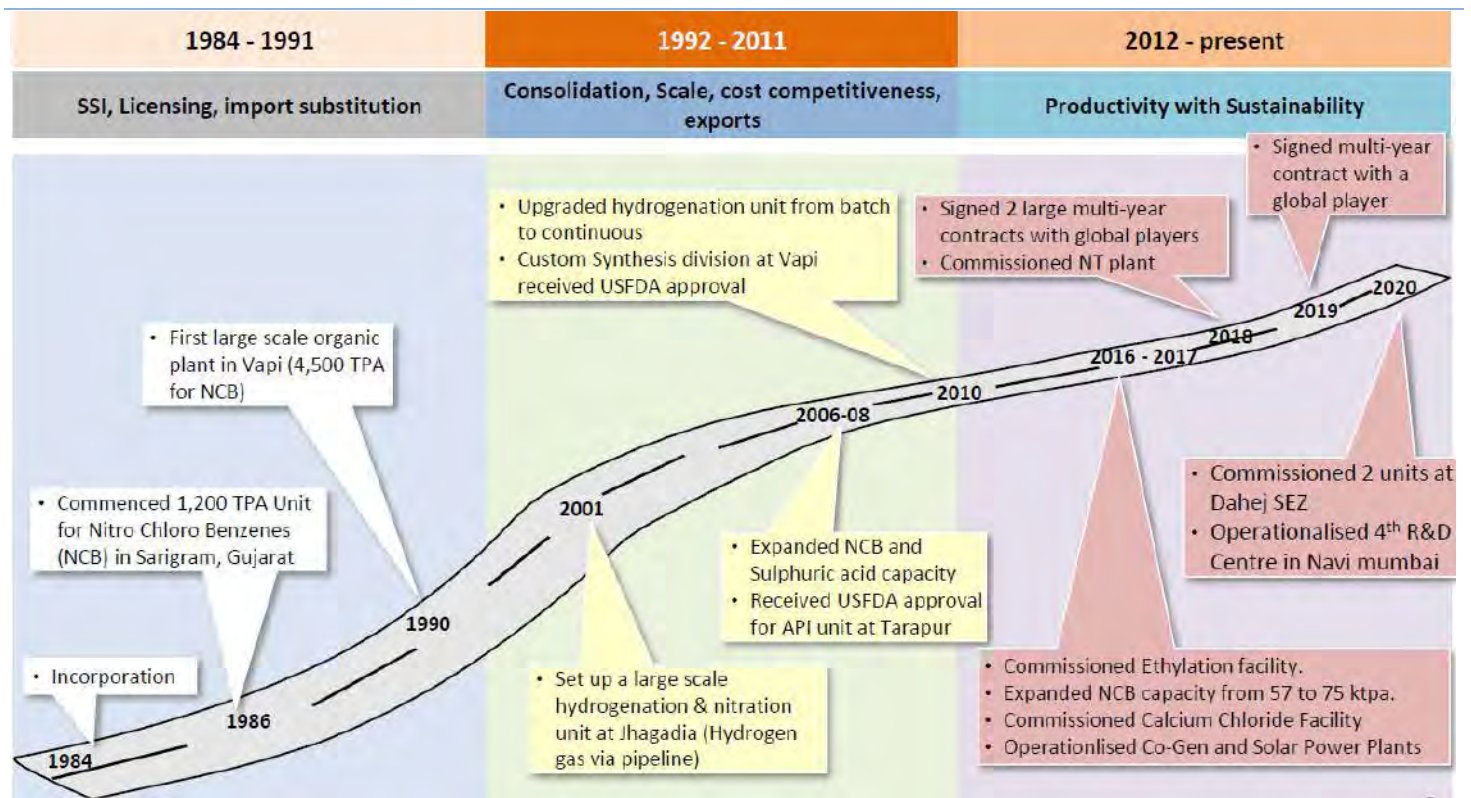 1984 - 1991
1992 - 2011
2012 - present
SSI, Licensing, import substitution
Consolidation, Scale, cost competitiveness,
exports
Productivity with Sustainability
• Signed multi-year
contract with a
global player
• Upgraded hydrogenation unit from batch
to continuous
• Custom Synthesis division at Vapi
received USFDA approval
• Signed 2 large multi-year
contracts with global players
• Commissioned NT plant
• First large scale organic
plant in Vapi (4,500 TPA
for NCB)
• Commenced 1,200 TPA Unit
for Nitro Chloro Benzenes
(NCB) in Sarigram, Gujarat
• Incorporation
1984
1986
1990
2001
2006-08
2010
2016 - 2017
2018
2019
2020
• Expanded NCB and
Sulphuric acid capacity
• Received USFDA approval
for API unit at Tarapur
• Commissioned 2 units at
Dahej SEZ
• Operationalised 4th R&D
Centre in Navi mumbai
• Set up a large scale
hydrogenation & nitration
unit at Jhagadia (Hydrogen
gas via pipeline)
• Commissioned Ethylation facility.
• Expanded NCB capacity from 57 to 75 ktpa.
• Commissioned Calcium Chloride Facility
• Operationlised Co-Gen and Solar Power Plants